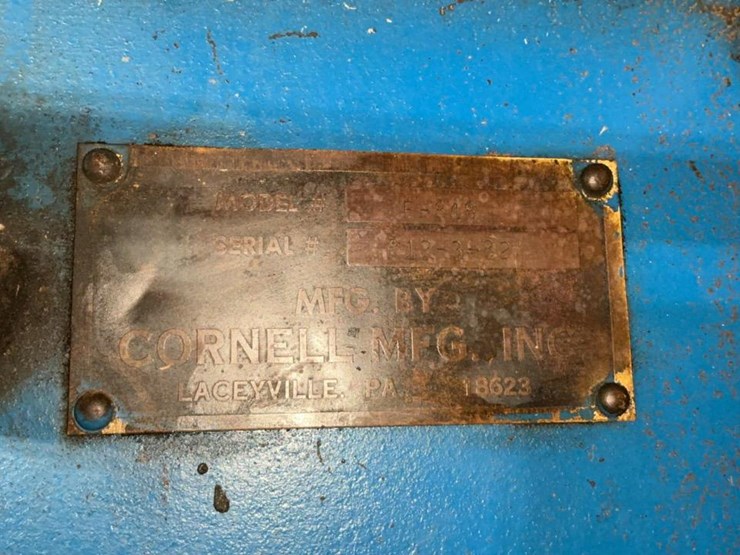 MODEL #
SERIAL #
MFG. BY
CORNELL MFG. INC.
LACEYVILLE, PA. 18623